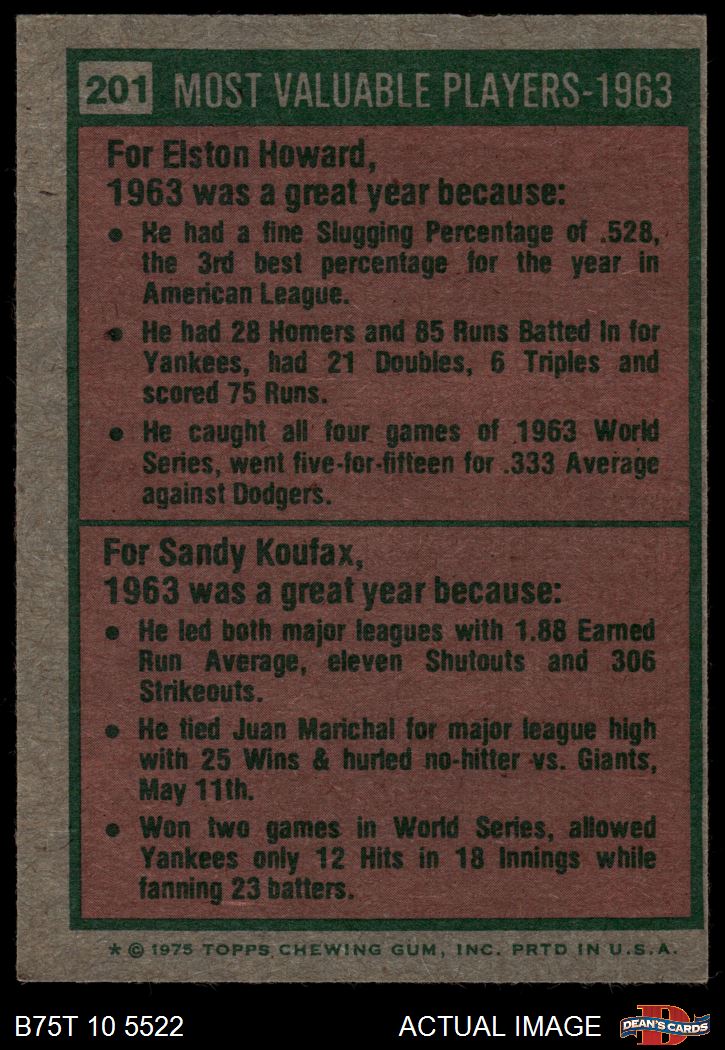 201 MOST VALUABLE PLAYERS-1963
For Elston Howard,
1963 was a great year because:
• He had a fine Slugging Percentage of .528,
the 3rd best percentage for the year in
American League.
• He had 28 Homers and 85 Runs Batted In for
Yankees, had 21 Doubles, 6 Triples and
scored 75 Runs.
• He caught all four games of 1963 World
Series, went five-for-fifteen for .333 Average
against Dodgers.
For Sandy Koufax,
1963 was a great year because:
• He led both major leagues with 1.88 Earned
Run Average, eleven Shutouts and 306
Strikeouts.
• He tied Juan Marichal for major league high
with 25 Wins & hurled no-hitter vs. Giants,
May 11th.
• Won two games in World Series, allowed
Yankees only 12 Hits in 18 Innings while
fanning 23 batters.
* © 1975 TOPPS CHEWING GUM, INC. PRTD IN U.S.A.
B75T 10 5522 ACTUAL IMAGE DEAN'S CARDS